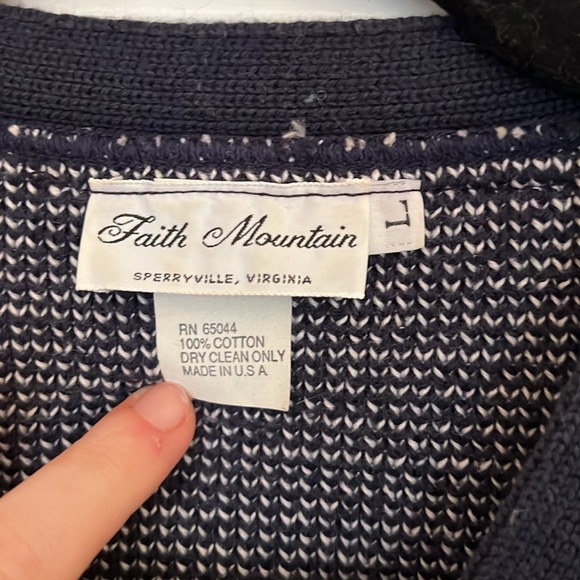 Faith Mountain
SPERRYVILLE, VIRGINIA
L
RN 65044
100% COTTON
DRY CLEAN ONLY
MADE IN U.S.A.